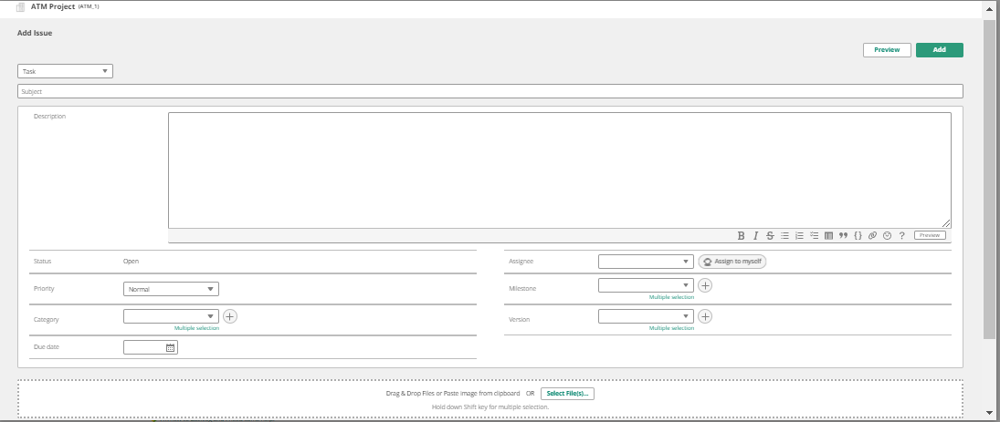 ATM Project (ATM_1)
Add Issue
Preview Add
Task
Subject
Description
B I S {} ? Preview
Status Open
Assignee Assign to myself
Priority Normal
Milestone
Multiple selection
Category
Multiple selection
Version
Multiple selection
Due date
Drag & Drop Files or Paste image from clipboard OR Select File(s)...
Hold down Shift key for multiple selection.